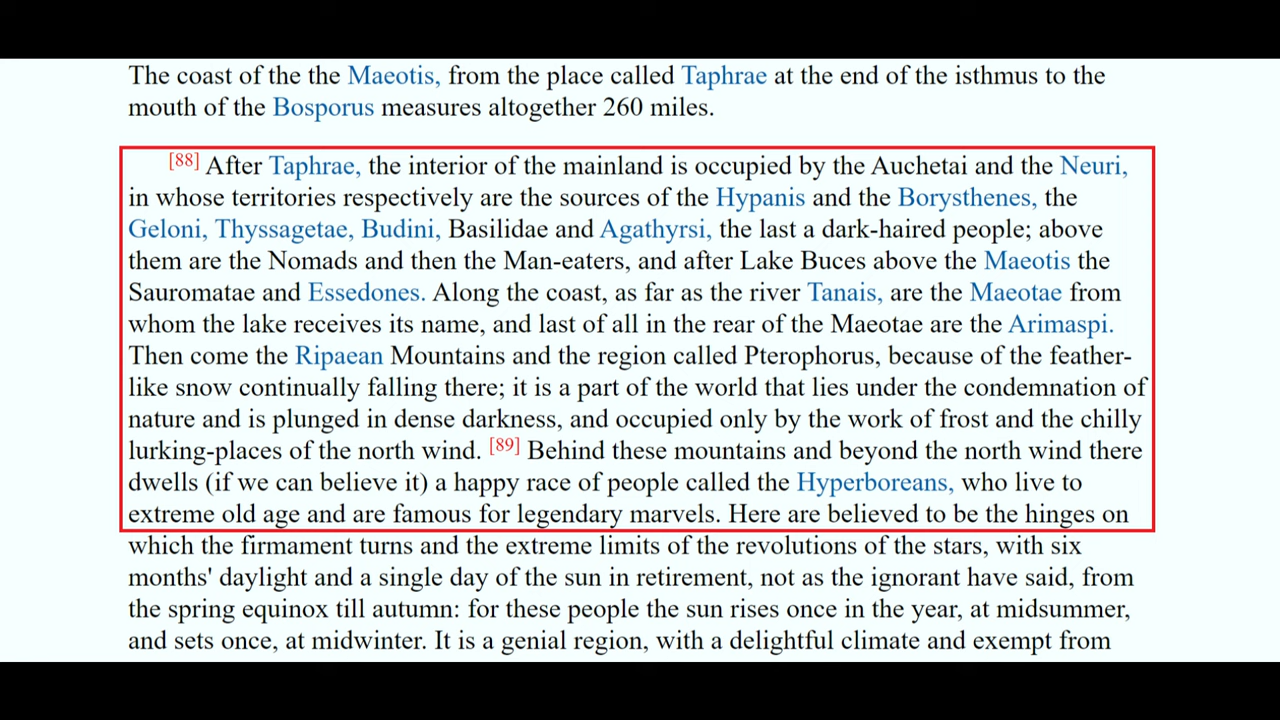 The coast of the the Maeotis, from the place called Taphrae at the end of the isthmus to the
mouth of the Bosporus measures altogether 260 miles.
[88] After Taphrae, the interior of the mainland is occupied by the Auchetai and the Neuri,
in whose territories respectively are the sources of the Hypanis and the Borysthenes, the
Geloni, Thyssagetae, Budini, Basilidae and Agathyrsi, the last a dark-haired people; above
them are the Nomads and then the Man-eaters, and after Lake Buces above the Maeotis the
Sauromatae and Essedones. Along the coast, as far as the river Tanais, are the Maeotae from
whom the lake receives its name, and last of all in the rear of the Maeotae are the Arimaspi.
Then come the Ripaean Mountains and the region called Pterophorus, because of the feather-
like snow continually falling there; it is a part of the world that lies under the condemnation of
nature and is plunged in dense darkness, and occupied only by the work of frost and the chilly
lurking-places of the north wind. [89] Behind these mountains and beyond the north wind there
dwells (if we can believe it) a happy race of people called the Hyperboreans, who live to
extreme old age and are famous for legendary marvels. Here are believed to be the hinges on
which the firmament turns and the extreme limits of the revolutions of the stars, with six
months' daylight and a single day of the sun in retirement, not as the ignorant have said, from
the spring equinox till autumn: for these people the sun rises once in the year, at midsummer,
and sets once, at midwinter. It is a genial region, with a delightful climate and exempt from